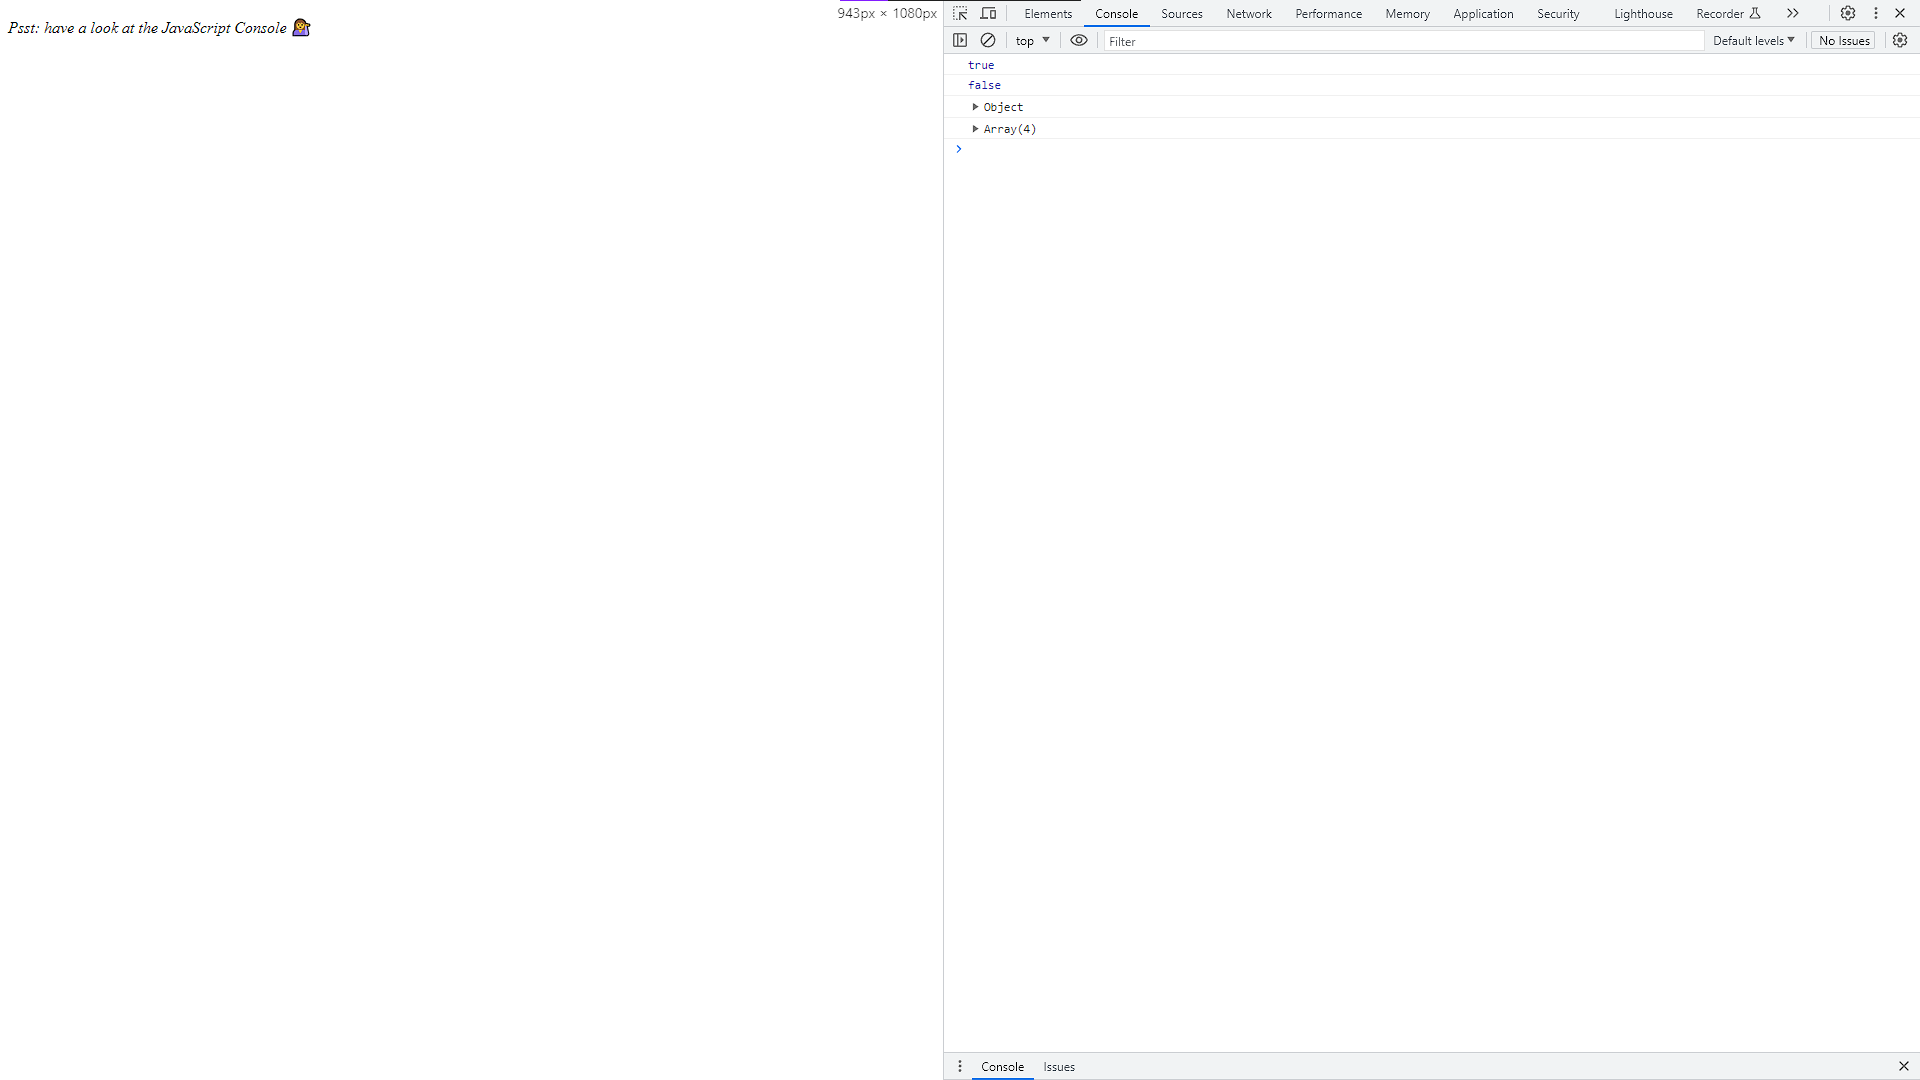 Psst: have a look at the JavaScript Console 💁
943px × 1080px
Elements Console Sources Network Performance Memory Application Security Lighthouse Recorder
top Filter Default levels No Issues
true
false
Object
Array(4)
Console Issues